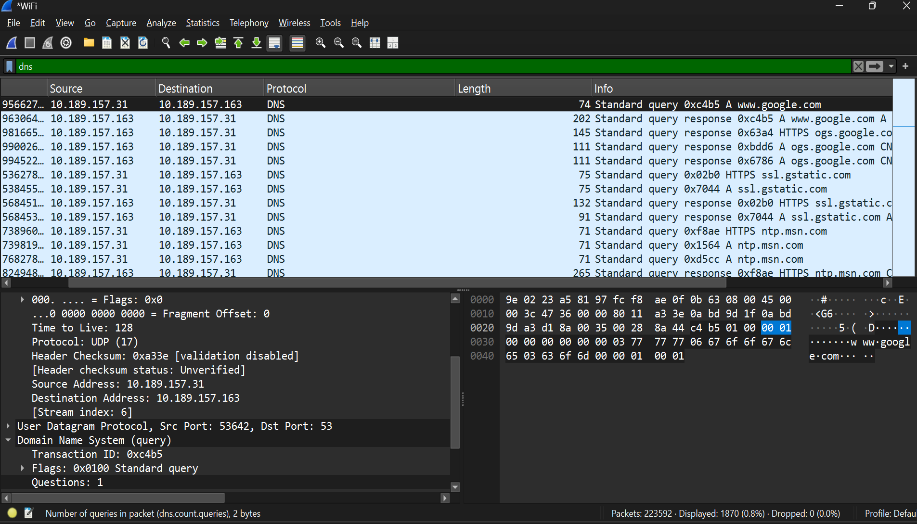 *WiFi
File Edit View Go Capture Analyze Statistics Telephony Wireless Tools Help
dns
Source Destination Protocol Length Info
956627… 10.189.157.31 10.189.157.163 DNS 74 Standard query 0xc4b5 A www.google.com
963064… 10.189.157.163 10.189.157.31 DNS 202 Standard query response 0xc4b5 A www.google.com A
981665… 10.189.157.163 10.189.157.31 DNS 145 Standard query response 0x63a4 HTTPS ogs.google.co
990026… 10.189.157.163 10.189.157.31 DNS 111 Standard query response 0xbdd6 A ogs.google.com CN
994522… 10.189.157.163 10.189.157.31 DNS 111 Standard query response 0x6786 A ogs.google.com CN
536278… 10.189.157.31 10.189.157.163 DNS 75 Standard query 0x02b0 HTTPS ssl.gstatic.com
538455… 10.189.157.31 10.189.157.163 DNS 75 Standard query 0x7044 A ssl.gstatic.com
568451… 10.189.157.163 10.189.157.31 DNS 132 Standard query response 0x02b0 HTTPS ssl.gstatic.c
568453… 10.189.157.163 10.189.157.31 DNS 91 Standard query response 0x7044 A ssl.gstatic.com A
738960… 10.189.157.31 10.189.157.163 DNS 71 Standard query 0xf8ae HTTPS ntp.msn.com
739819… 10.189.157.31 10.189.157.163 DNS 71 Standard query 0x1564 A ntp.msn.com
768278… 10.189.157.31 10.189.157.163 DNS 71 Standard query 0xd5cc A ntp.msn.com
824948… 10.189.157.163 10.189.157.31 DNS 265 Standard query response 0xf8ae HTTPS ntp.msn.com C
000. .... = Flags: 0x0
...0 0000 0000 0000 = Fragment Offset: 0
Time to Live: 128
Protocol: UDP (17)
Header Checksum: 0xa33e [validation disabled]
[Header checksum status: Unverified]
Source Address: 10.189.157.31
Destination Address: 10.189.157.163
[Stream index: 6]
User Datagram Protocol, Src Port: 53642, Dst Port: 53
Domain Name System (query)
Transaction ID: 0xc4b5
Flags: 0x0100 Standard query
Questions: 1
0000 9e 02 23 a5 81 97 fc f8 ae 0f 0b 63 08 00 45 00 ··#····· ···c··E·
0010 00 3c 47 36 00 00 80 11 a3 3e 0a bd 9d 1f 0a bd ·<G6···· ·>······
0020 9d a3 d1 8a 00 35 00 28 8a 44 c4 b5 01 00 00 01 ·····5·( ·D······
0030 00 00 00 00 00 00 03 77 77 77 06 67 6f 6f 67 6c ·······w ww·googl
0040 65 03 63 6f 6d 00 00 01 00 01 e·com··· ··
Number of queries in packet (dns.count.queries), 2 bytes
Packets: 223592 · Displayed: 1870 (0.8%) · Dropped: 0 (0.0%)
Profile: Defau